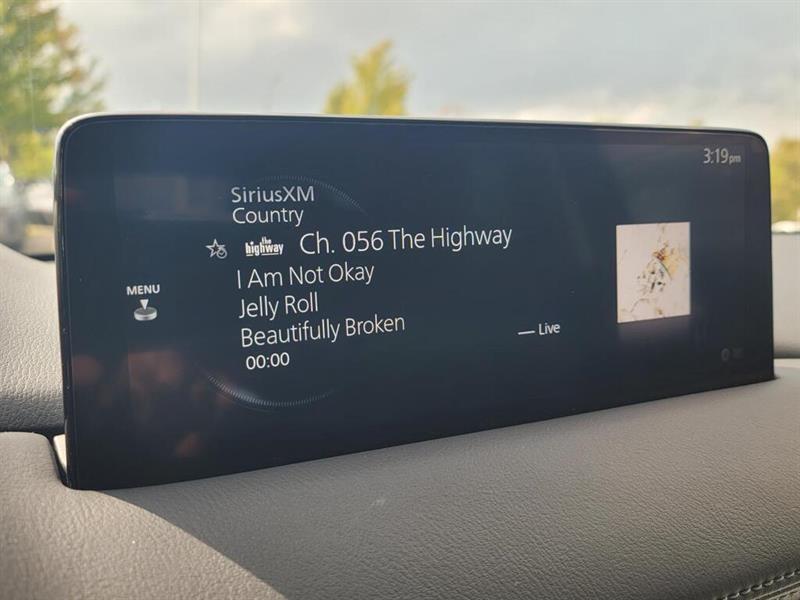 3:19pm
SiriusXM
Country
the highway Ch. 056 The Highway
I Am Not Okay
MENU
Jelly Roll
Beautifully Broken
Live
00:00